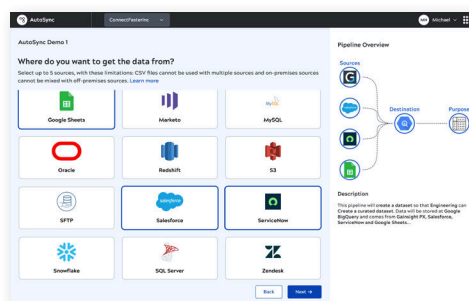 AutoSync
ConnectFasterInc
MR Michael
AutoSync Demo 1
Where do you want to get the data from?
Select up to 5 sources, with these limitations: CSV files cannot be used with multiple sources and on-premises sources
cannot be mixed with off-premises sources. Learn more
Google Sheets
Marketo
MySQL
MySQL
Oracle
Redshift
S3
SFTP
salesforce
Salesforce
ServiceNow
Snowflake
SQL Server
Zendesk
Back
Next →
Pipeline Overview
Sources
Destination
Purpose
Description
This pipeline will create a dataset so that Engineering can
Create a curated dataset. Data will be stored at Google
BigQuery and comes from Gainsight PX, Salesforce,
ServiceNow and Google Sheets...